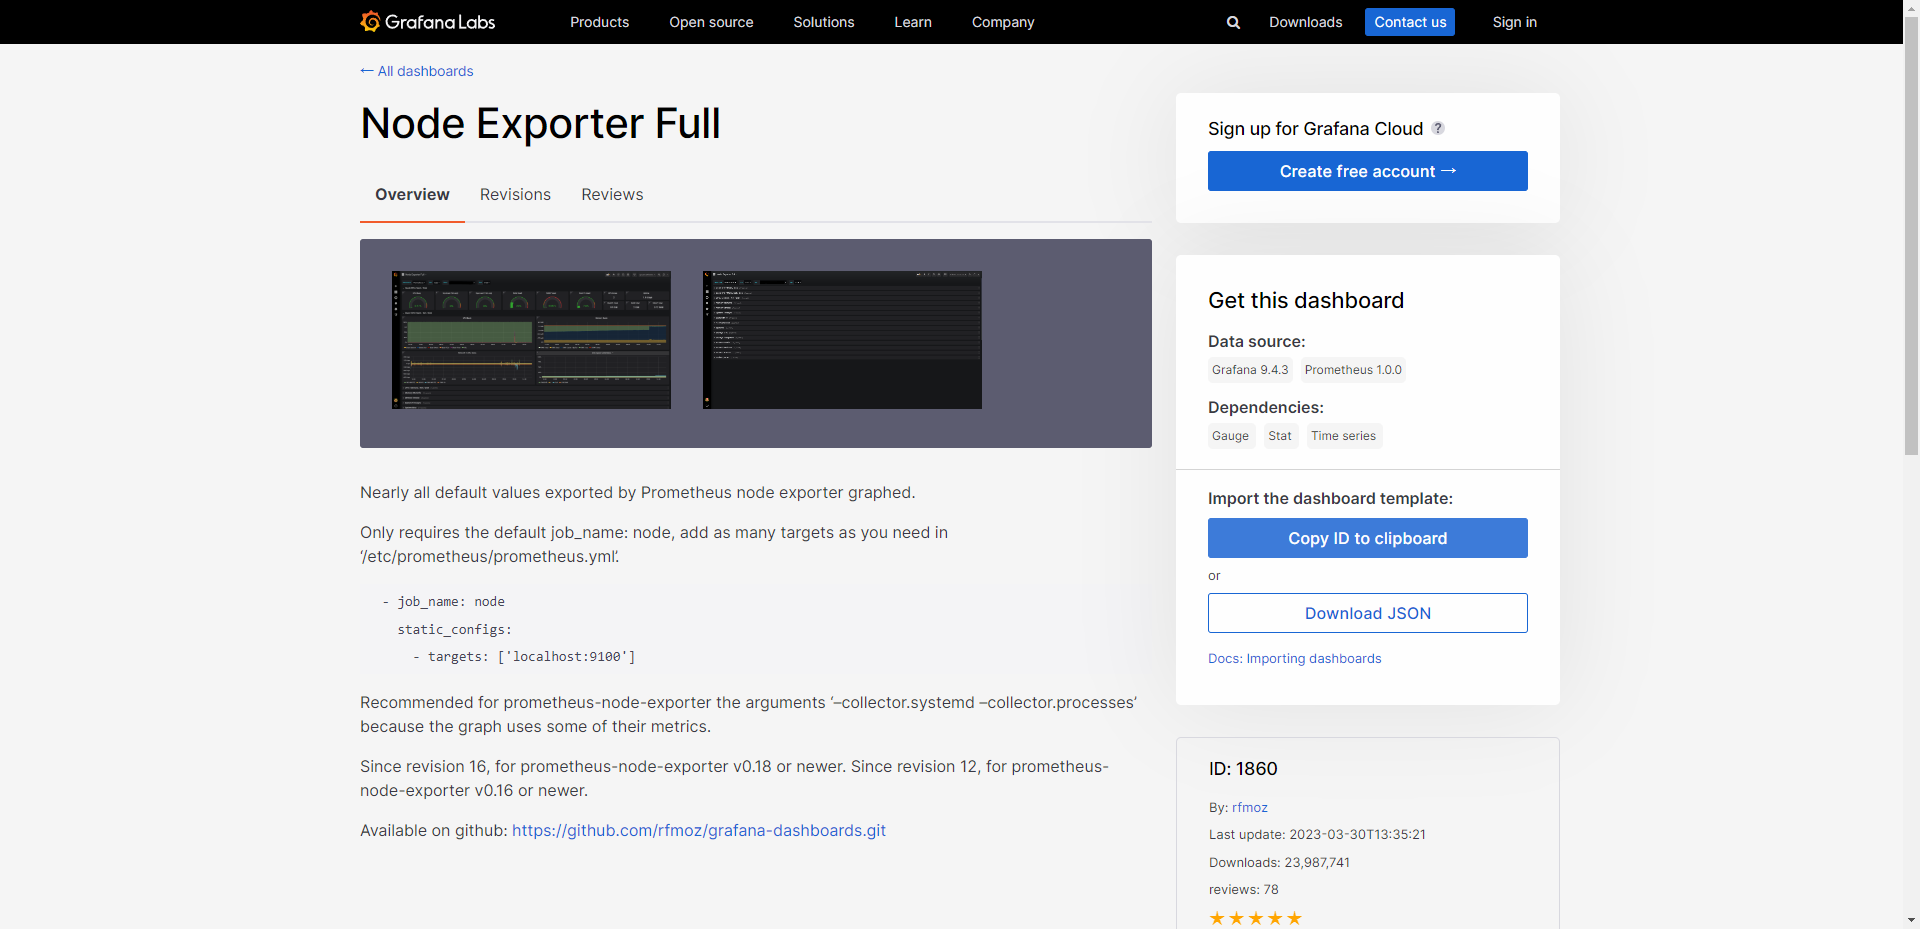 Grafana Labs
Products
Open source
Solutions
Learn
Company
Downloads
Contact us
Sign in
← All dashboards
Node Exporter Full
Overview
Revisions
Reviews
Nearly all default values exported by Prometheus node exporter graphed.
Only requires the default job_name: node, add as many targets as you need in
‘/etc/prometheus/prometheus.yml’.
- job_name: node
static_configs:
- targets: ['localhost:9100']
Recommended for prometheus-node-exporter the arguments ‘–collector.systemd –collector.processes’
because the graph uses some of their metrics.
Since revision 16, for prometheus-node-exporter v0.18 or newer. Since revision 12, for prometheus-
node-exporter v0.16 or newer.
Available on github: https://github.com/rfmoz/grafana-dashboards.git
Sign up for Grafana Cloud ?
Create free account →
Get this dashboard
Data source:
Grafana 9.4.3
Prometheus 1.0.0
Dependencies:
Gauge
Stat
Time series
Import the dashboard template:
Copy ID to clipboard
or
Download JSON
Docs: Importing dashboards
ID: 1860
By: rfmoz
Last update: 2023-03-30T13:35:21
Downloads: 23,987,741
reviews: 78